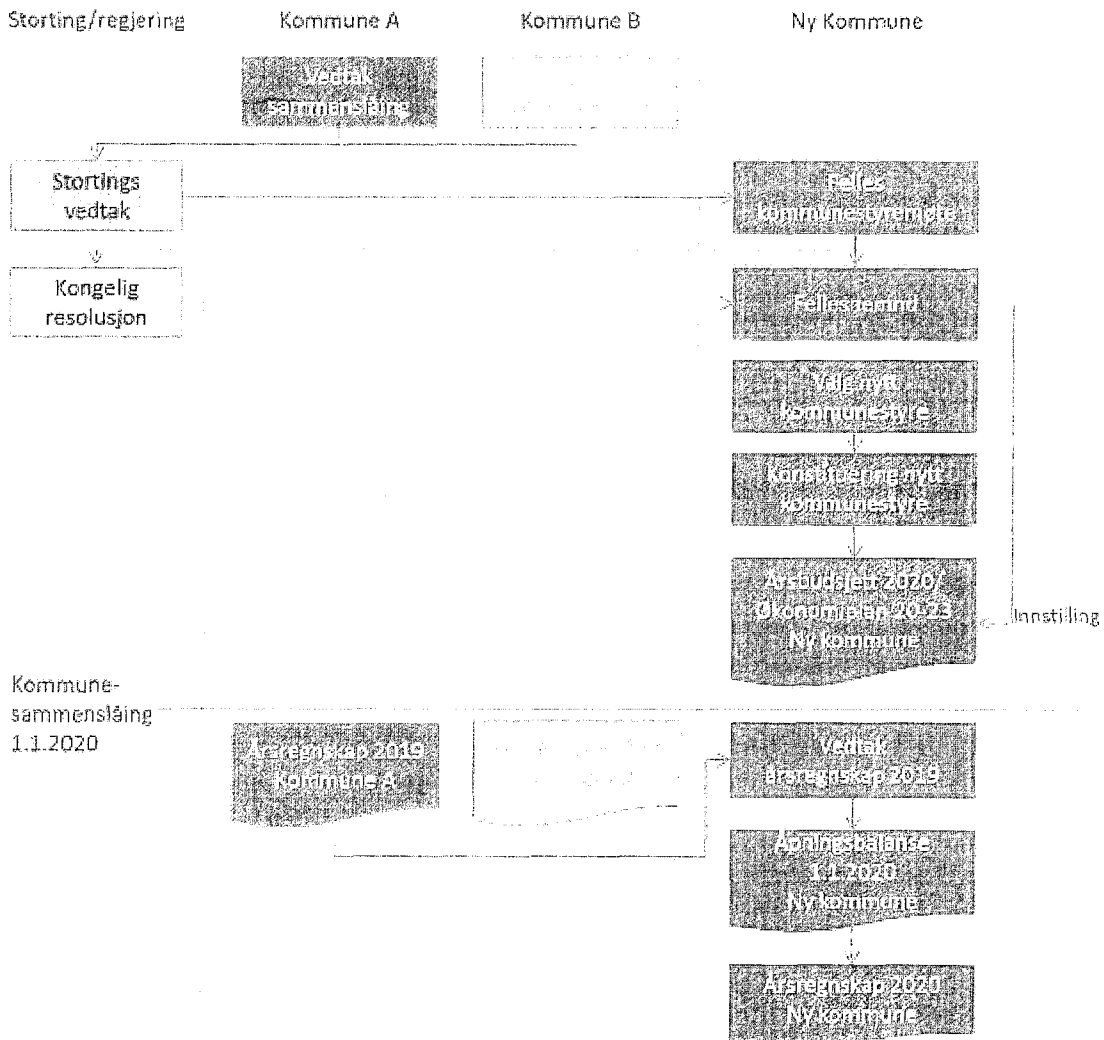 Storting/regjering
Kommune A
Kommune B
Ny Kommune
Vedtak
sammenslåing
Stortings
vedtak
Felles
kommunestyremøte
Kongelig
resolusjon
Fellesnemnd
Valg nytt
kommunestyre
Konstituering nytt
kommunestyre
Årsbudsjett 2020/
Økonomiplan 20-23
Ny kommune
Innstilling
Kommune-
sammenslåing
1.1.2020
Årsregnskap 2019
Kommune A
Vedtak
årsregnskap 2019
Åpningsbalanse
1.1.2020
Ny kommune
Årsregnskap 2020
Ny kommune